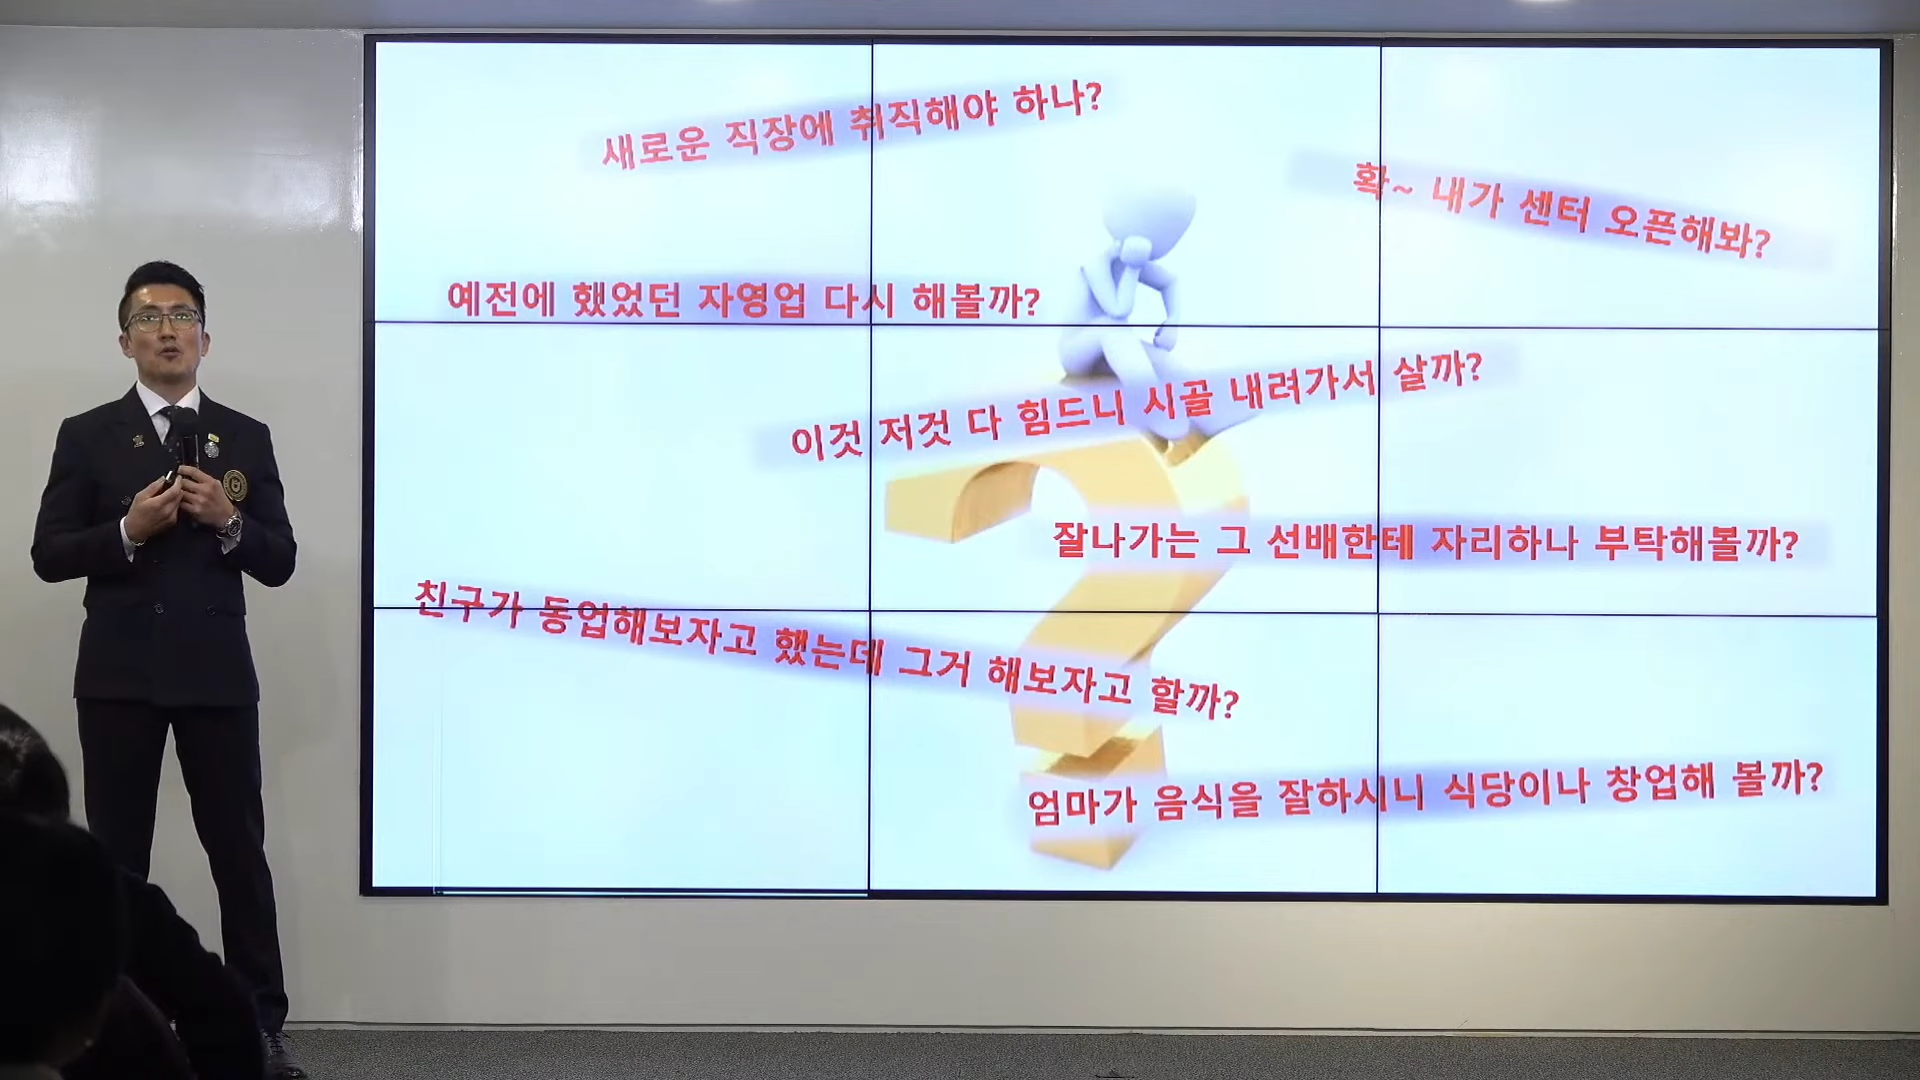 새로운 직장에 취직해야 하나?
확~ 내가 센터 오픈해봐?
예전에 했었던 자영업 다시 해볼까?
이것 저것 다 힘드니 시골 내려가서 살까?
잘나가는 그 선배한테 자리하나 부탁해볼까?
친구가 동업해보자고 했는데 그거 해보자고 할까?
엄마가 음식을 잘하시니 식당이나 창업해 볼까?